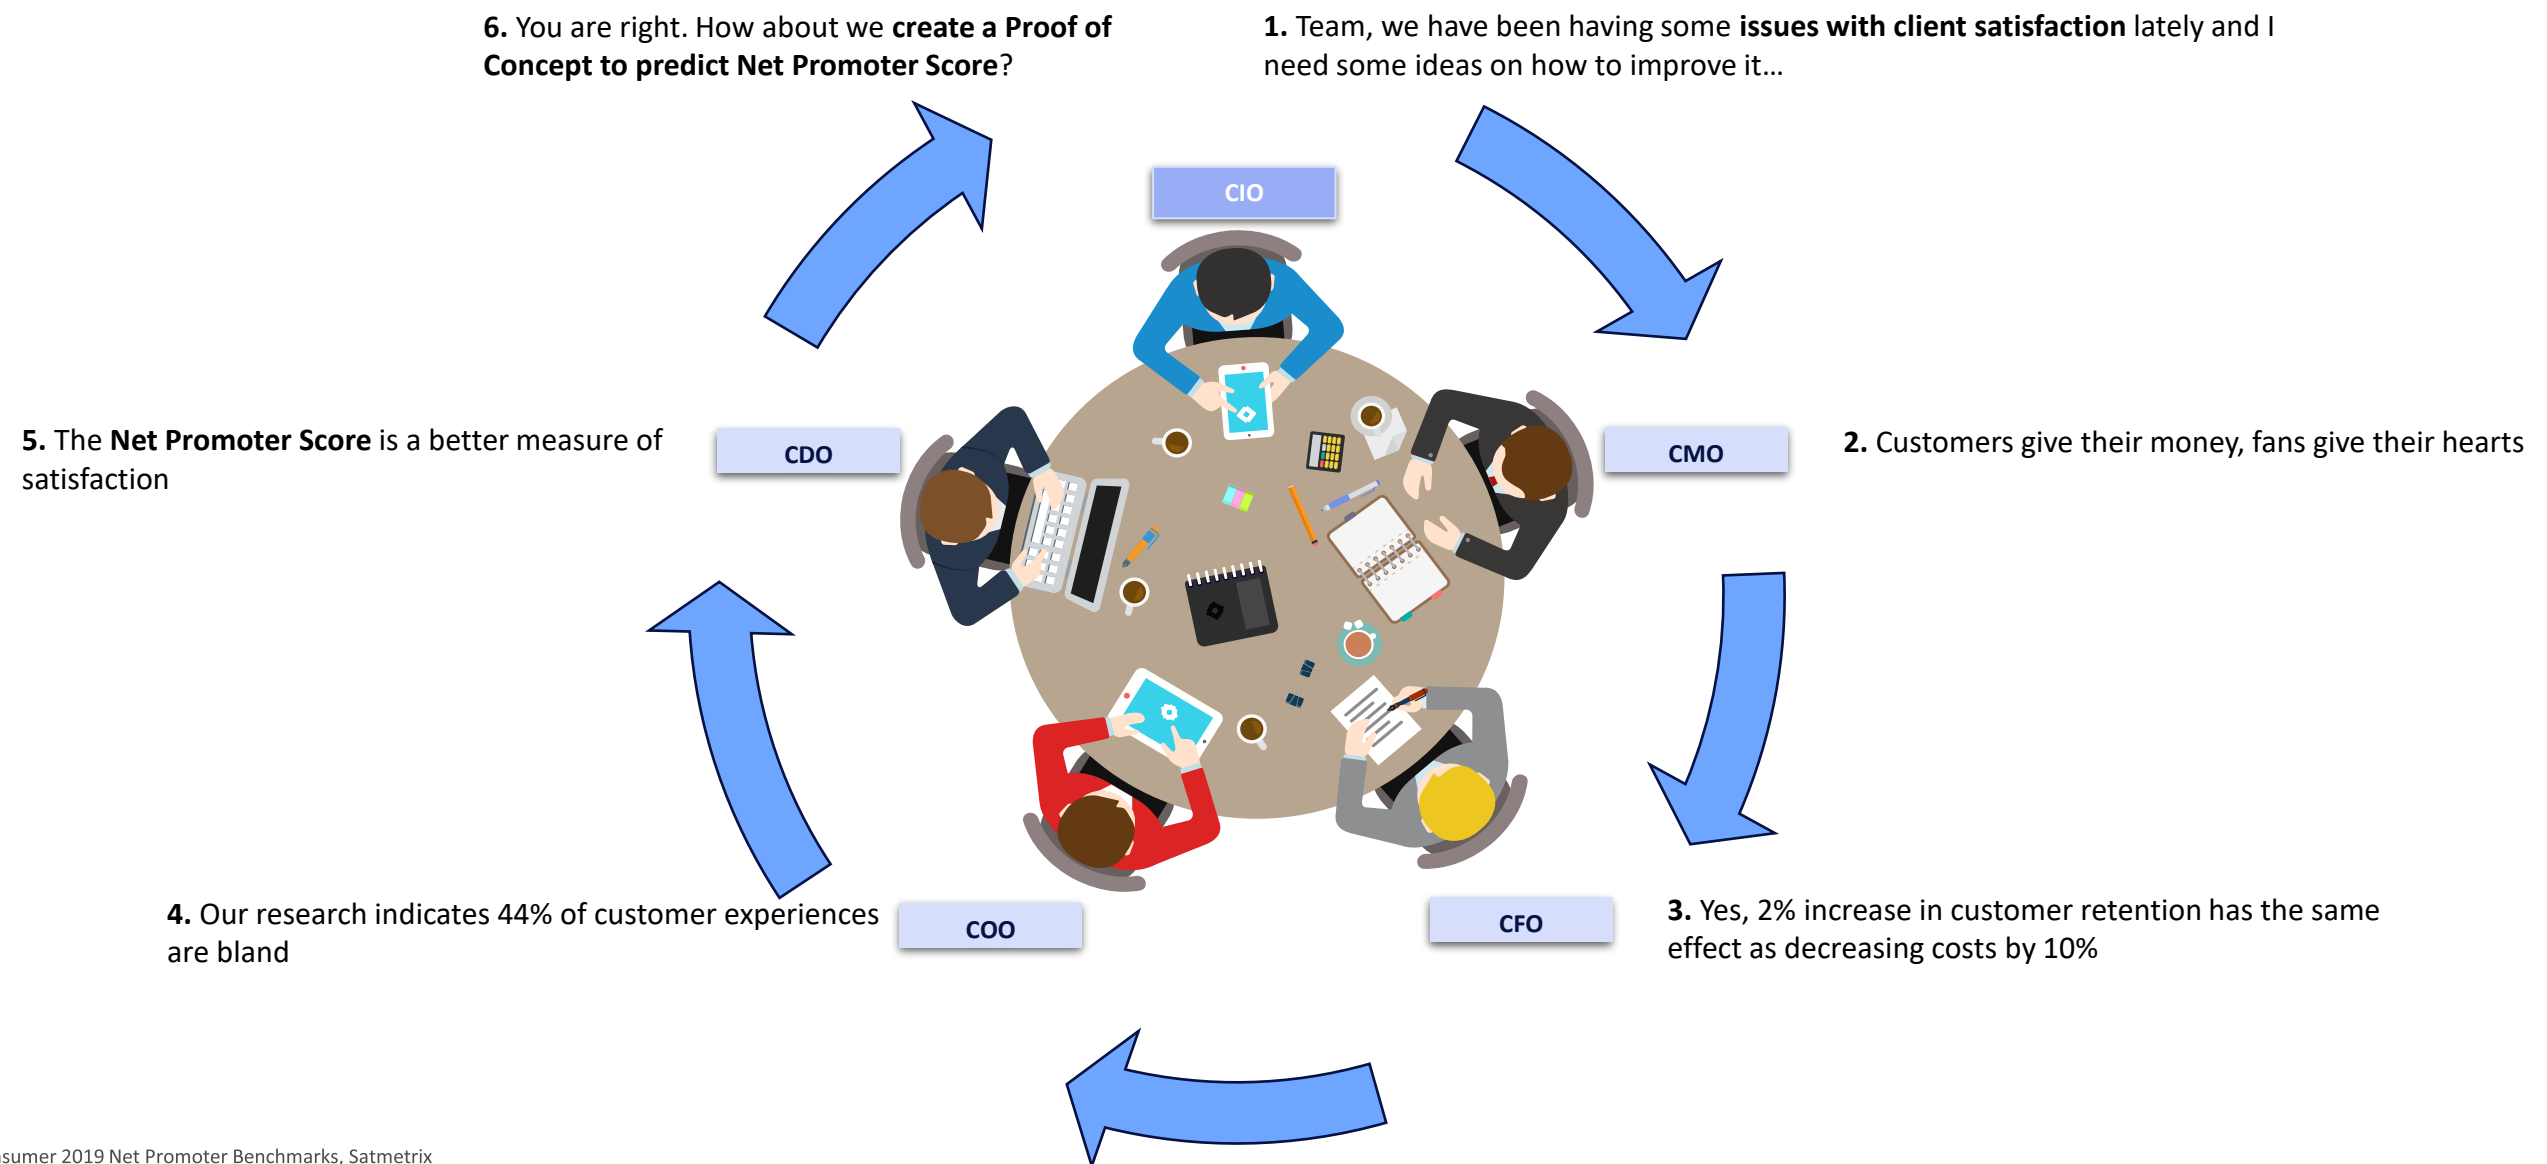 6. You are right. How about we create a Proof of
Concept to predict Net Promoter Score?
1. Team, we have been having some issues with client satisfaction lately and I
need some ideas on how to improve it...
CIO
5. The Net Promoter Score is a better measure of
satisfaction
CDO
CMO
2. Customers give their money, fans give their hearts
4. Our research indicates 44% of customer experiences
are bland
COO
CFO
3. Yes, 2% increase in customer retention has the same
effect as decreasing costs by 10%
2019 Net Promoter Benchmarks, Satmetrix